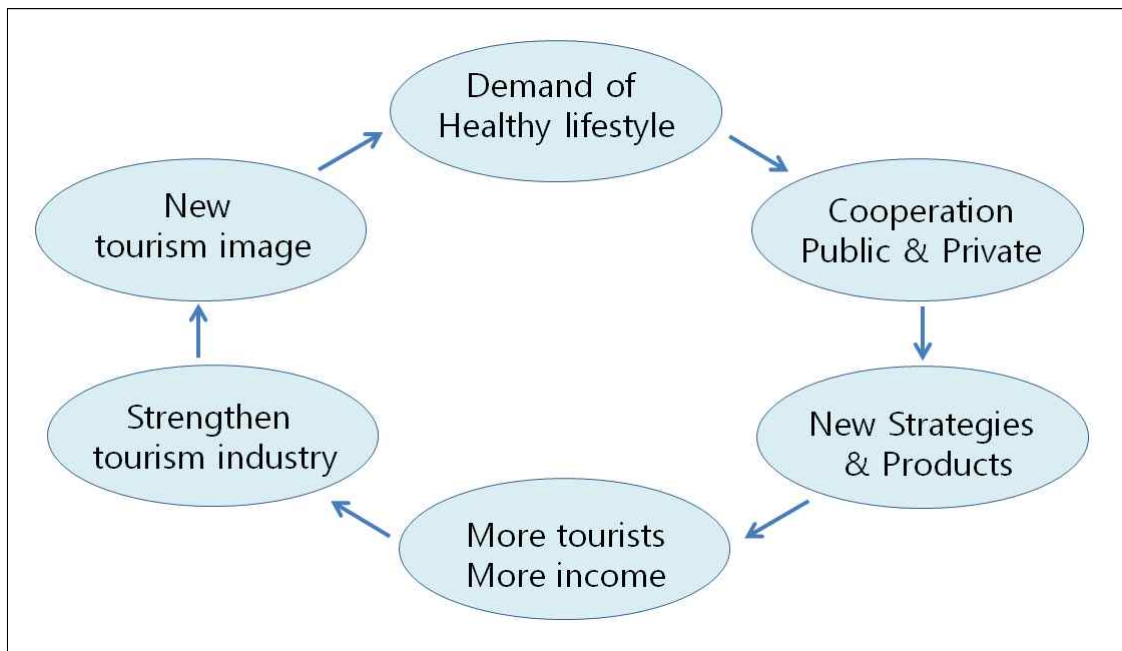 Demand of
Healthy lifestyle
Cooperation
Public & Private
New Strategies
& Products
More tourists
More income
Strengthen
tourism industry
New
tourism image